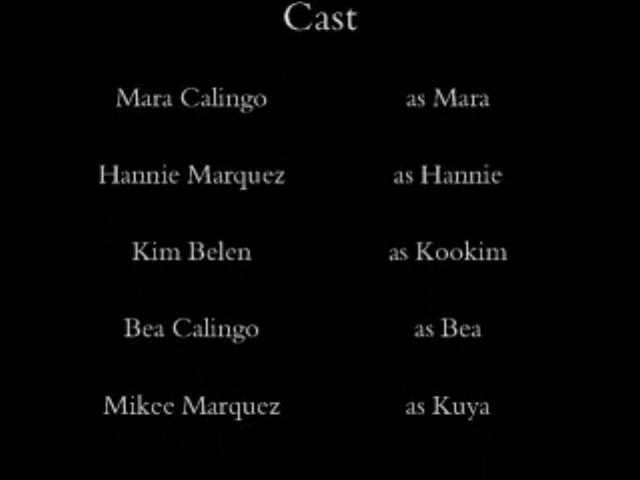 Cast
Mara Calingo as Mara
Hannie Marquez as Hannie
Kim Belen as Kookim
Bea Calingo as Bea
Mikee Marquez as Kuya